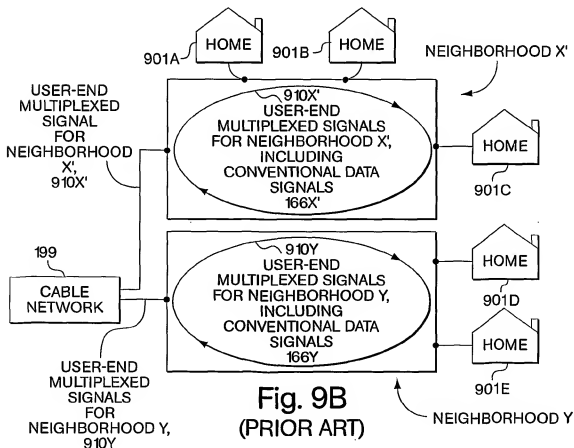 HOME
901A
901B
HOME
NEIGHBORHOOD X'
USER-END
MULTIPLEXED
SIGNAL
FOR
NEIGHBORHOOD
X',
910X'
910X'
USER-END
MULTIPLEXED SIGNALS
FOR NEIGHBORHOOD X',
INCLUDING
CONVENTIONAL DATA
SIGNALS
166X'
HOME
901C
199
CABLE
NETWORK
910Y
USER-END
MULTIPLEXED SIGNALS
FOR NEIGHBORHOOD Y,
INCLUDING
CONVENTIONAL DATA
SIGNALS
166Y
HOME
901D
HOME
901E
USER-END
MULTIPLEXED
SIGNALS
FOR
NEIGHBORHOOD Y,
910Y
Fig. 9B
(PRIOR ART)
NEIGHBORHOOD Y